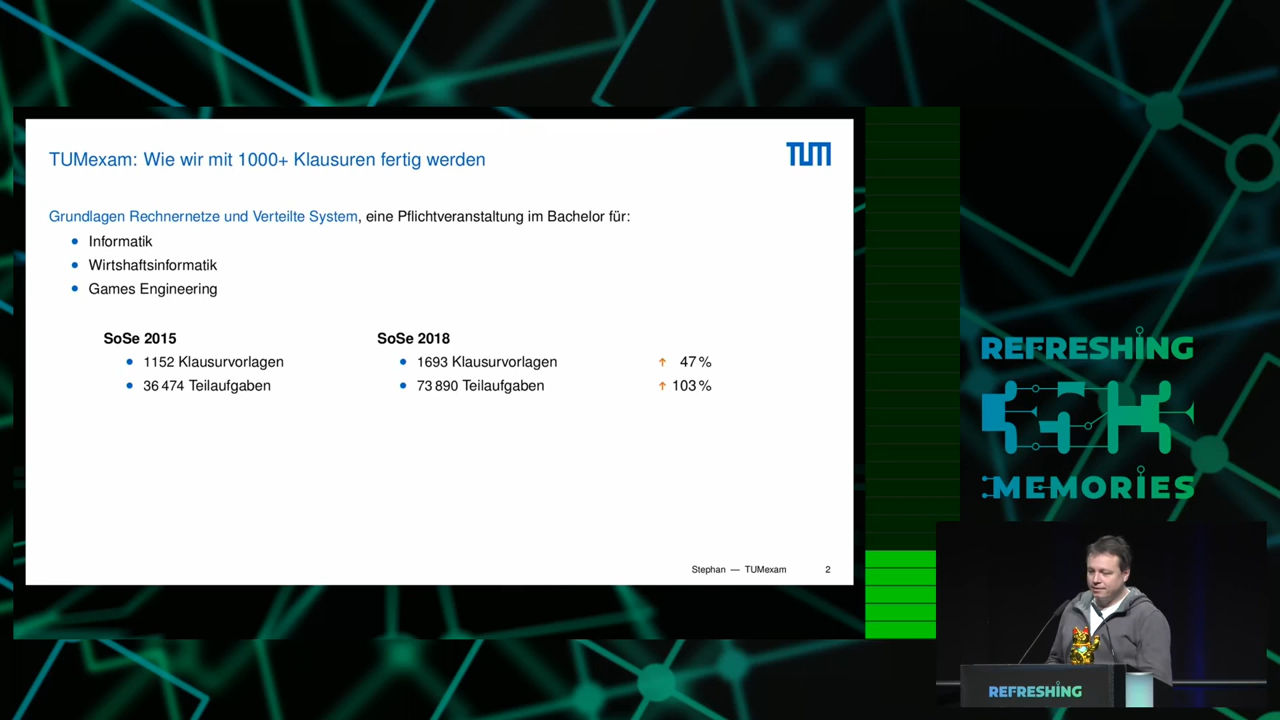 TUMexam: Wie wir mit 1000+ Klausuren fertig werden
TUM
Grundlagen Rechnernetze und Verteilte System, eine Pflichtveranstaltung im Bachelor für:
Informatik
Wirtshaftsinformatik
Games Engineering
SoSe 2015
1152 Klausurvorlagen
36 474 Teilaufgaben
SoSe 2018
1693 Klausurvorlagen
73 890 Teilaufgaben
↑ 47 %
↑ 103 %
Stephan — TUMexam 2
REFRESHING
MEMORIES
REFRESHING